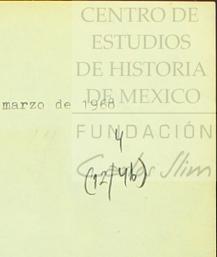 CENTRO DE
ESTUDIOS
DE HISTORIA
DE MEXICO
marzo de 1968
FUNDACIÓN
Carlos Slim
4
(12/46)